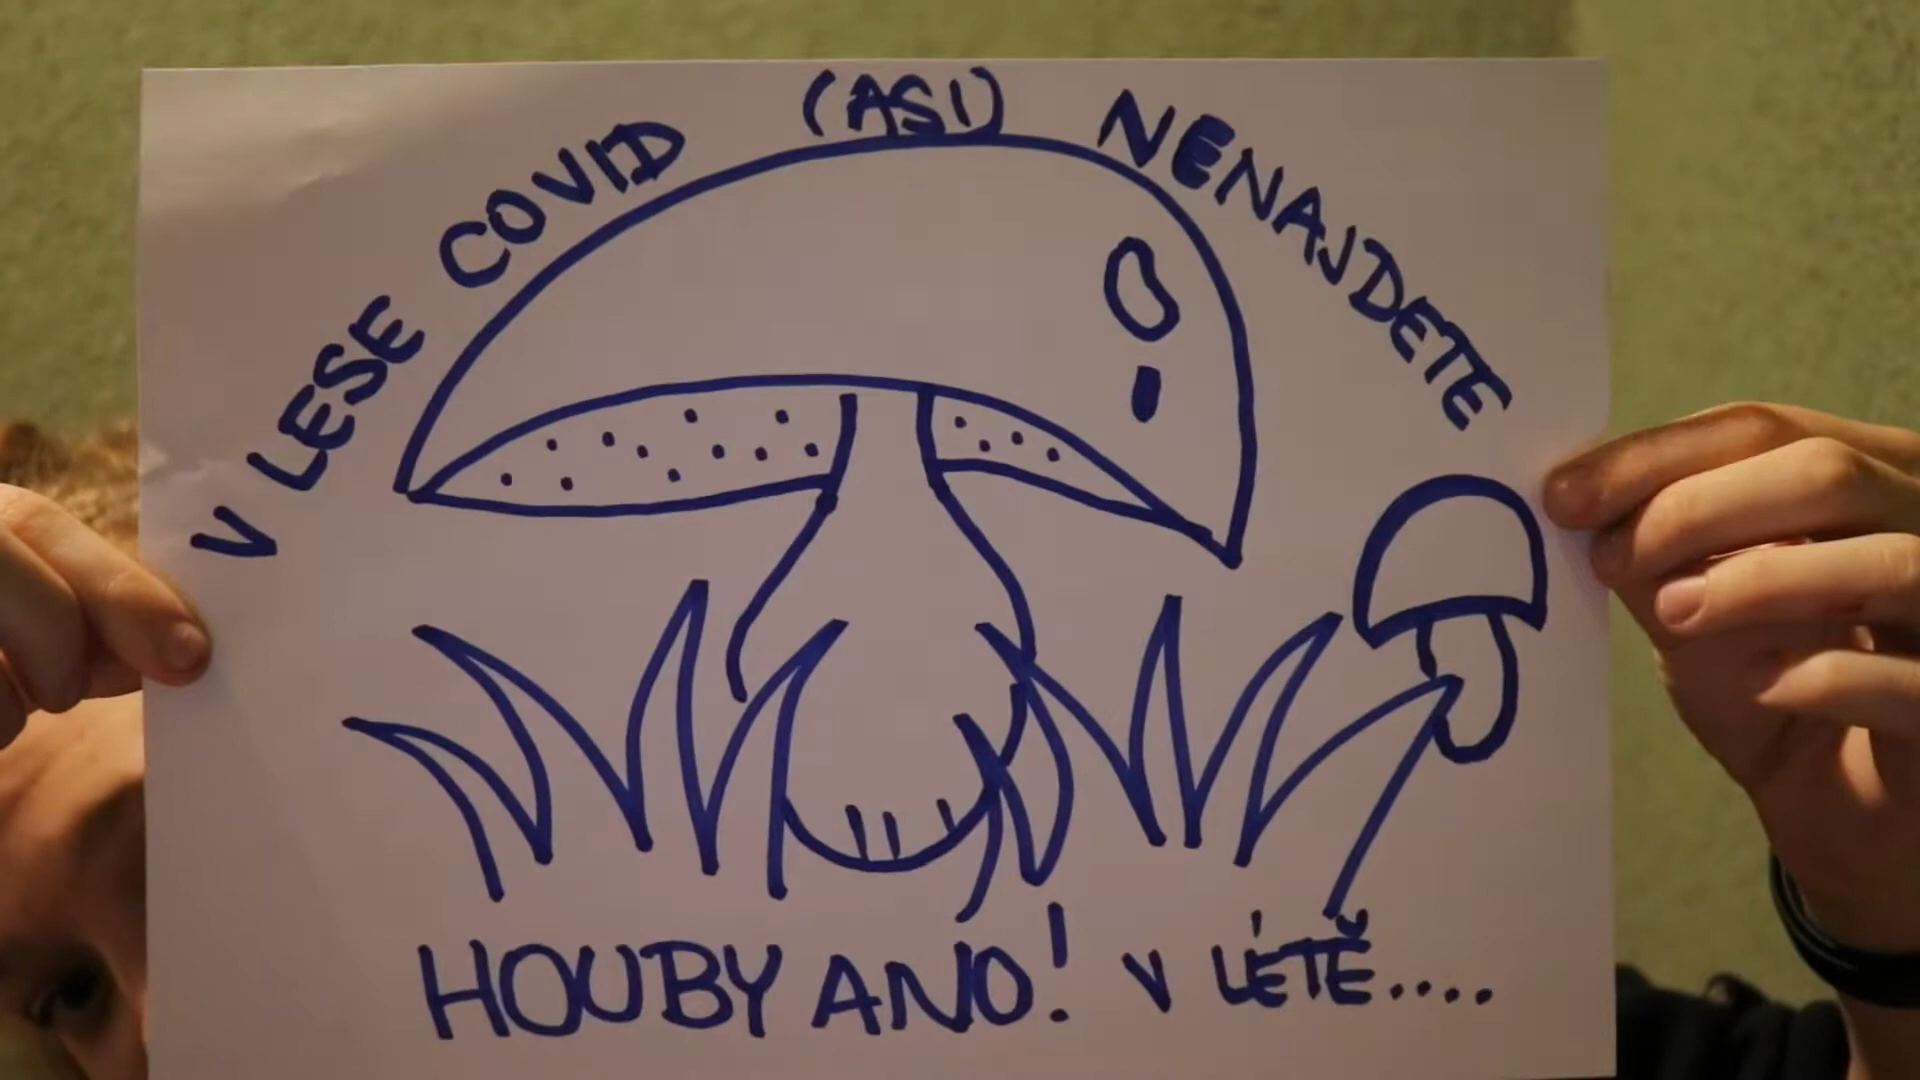 V LESE COVID (ASI) NENAJDETE
HOUBY ANO! V LÉTĚ....